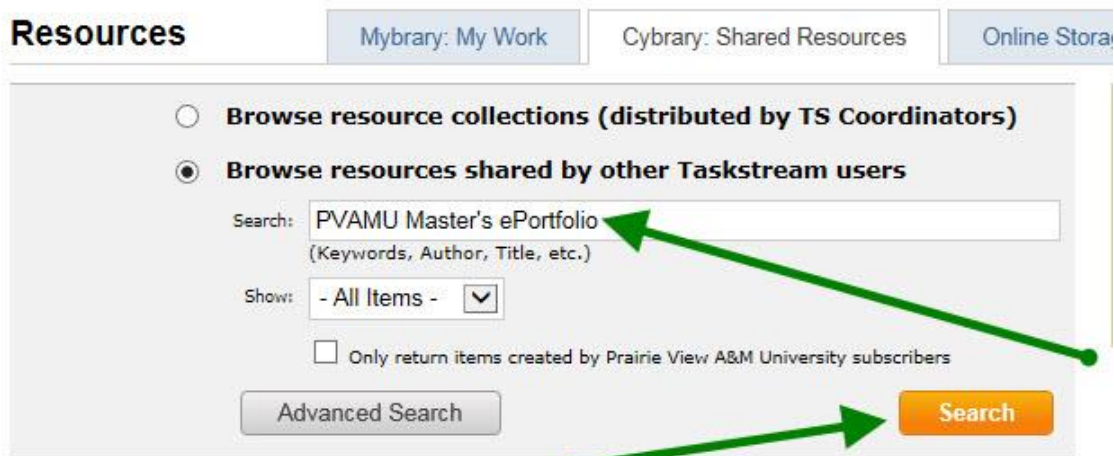 Resources Mybrary: My Work Cybrary: Shared Resources Online
Browse resource collections (distributed by TS Coordinators)
Browse resources shared by other Taskstream users
Search: PVAMU Master's ePortfolio
(Keywords, Author, Title, etc.)
Show: - All Items -
Only return items created by Prairie View A&M University subscribers
Advanced Search Search